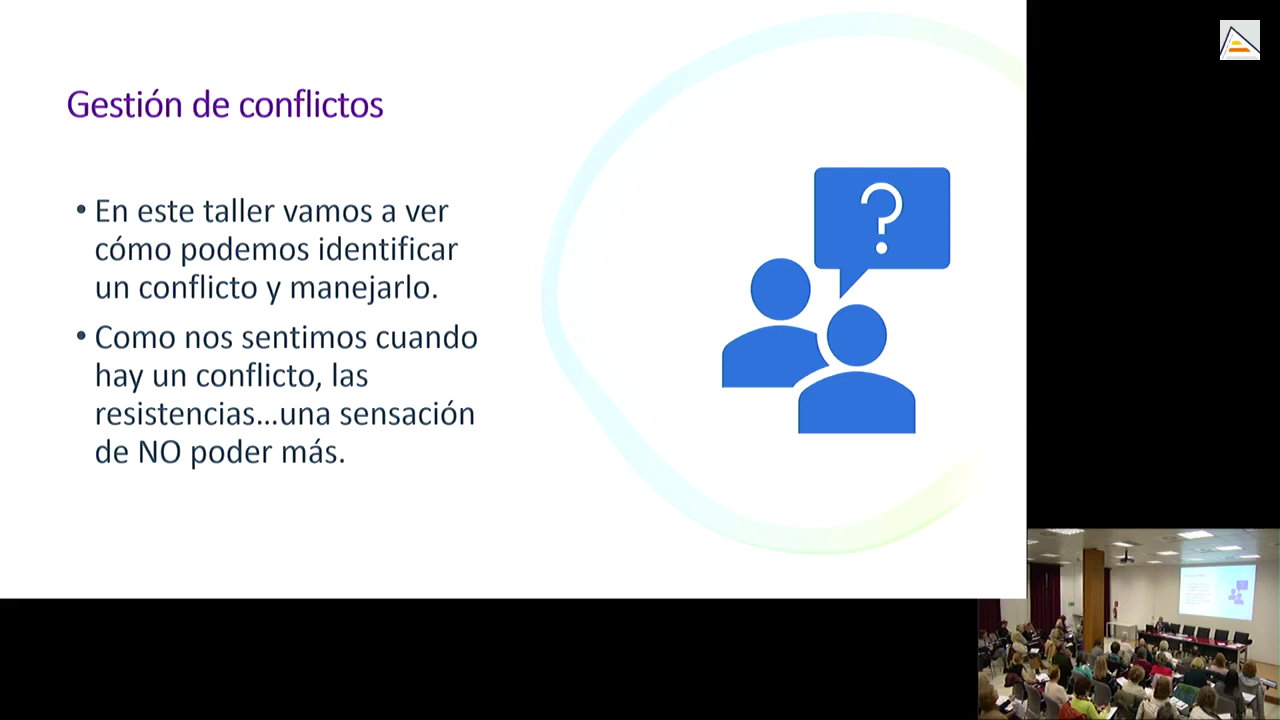 Gestión de conflictos
• En este taller vamos a ver
cómo podemos identificar
un conflicto y manejarlo.
• Como nos sentimos cuando
hay un conflicto, las
resistencias...una sensación
de NO poder más.
?